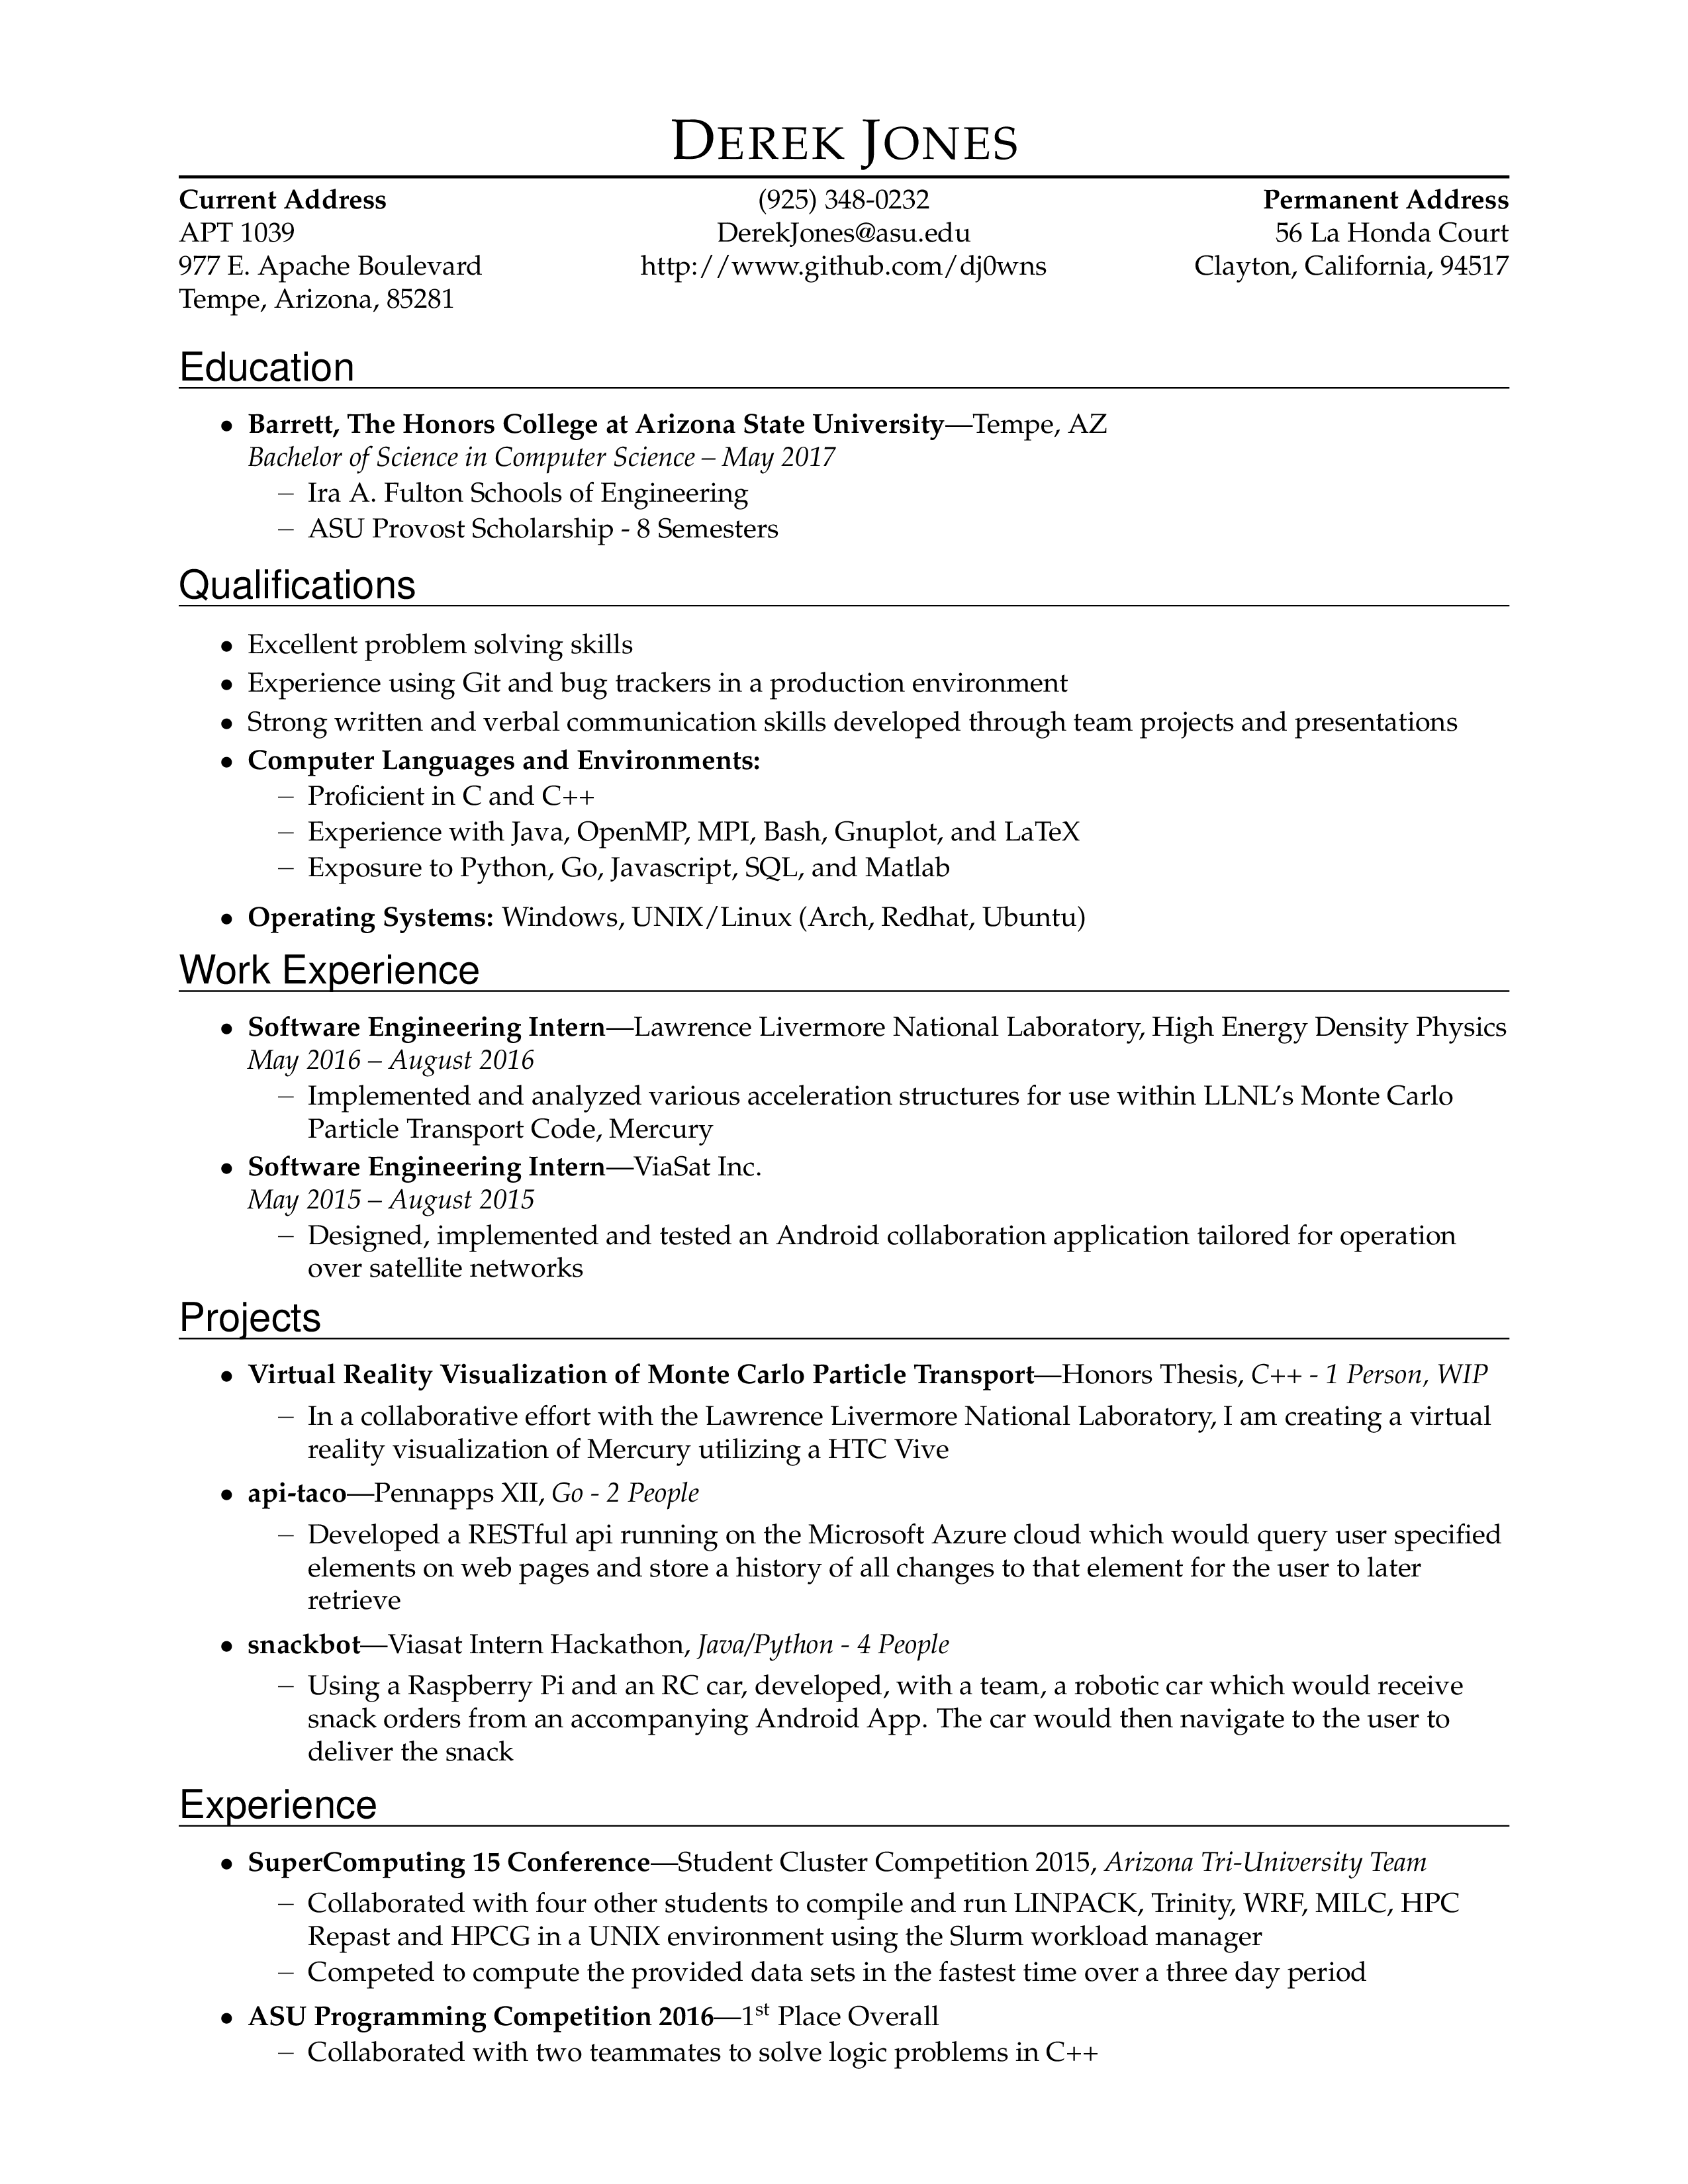 DEREK JONES
Current Address
APT 1039
977 E. Apache Boulevard
Tempe, Arizona, 85281
(925) 348-0232
DerekJones@asu.edu
http://www.github.com/dj0wns
Permanent Address
56 La Honda Court
Clayton, California, 94517
Education
• Barrett, The Honors College at Arizona State University—Tempe, AZ
Bachelor of Science in Computer Science – May 2017
– Ira A. Fulton Schools of Engineering
– ASU Provost Scholarship - 8 Semesters
Qualifications
• Excellent problem solving skills
• Experience using Git and bug trackers in a production environment
• Strong written and verbal communication skills developed through team projects and presentations
• Computer Languages and Environments:
– Proficient in C and C++
– Experience with Java, OpenMP, MPI, Bash, Gnuplot, and LaTeX
– Exposure to Python, Go, Javascript, SQL, and Matlab
• Operating Systems: Windows, UNIX/Linux (Arch, Redhat, Ubuntu)
Work Experience
• Software Engineering Intern—Lawrence Livermore National Laboratory, High Energy Density Physics
May 2016 – August 2016
– Implemented and analyzed various acceleration structures for use within LLNL's Monte Carlo
Particle Transport Code, Mercury
• Software Engineering Intern—ViaSat Inc.
May 2015 – August 2015
– Designed, implemented and tested an Android collaboration application tailored for operation
over satellite networks
Projects
• Virtual Reality Visualization of Monte Carlo Particle Transport—Honors Thesis, C++ - 1 Person, WIP
– In a collaborative effort with the Lawrence Livermore National Laboratory, I am creating a virtual
reality visualization of Mercury utilizing a HTC Vive
• api-taco—Pennapps XII, Go - 2 People
– Developed a RESTful api running on the Microsoft Azure cloud which would query user specified
elements on web pages and store a history of all changes to that element for the user to later
retrieve
• snackbot—Viasat Intern Hackathon, Java/Python - 4 People
– Using a Raspberry Pi and an RC car, developed, with a team, a robotic car which would receive
snack orders from an accompanying Android App. The car would then navigate to the user to
deliver the snack
Experience
• SuperComputing 15 Conference—Student Cluster Competition 2015, Arizona Tri-University Team
– Collaborated with four other students to compile and run LINPACK, Trinity, WRF, MILC, HPC
Repast and HPCG in a UNIX environment using the Slurm workload manager
– Competed to compute the provided data sets in the fastest time over a three day period
• ASU Programming Competition 2016—1st Place Overall
– Collaborated with two teammates to solve logic problems in C++